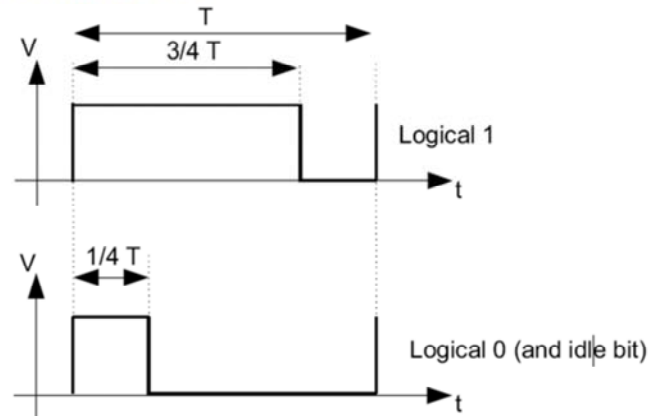 T
V
3/4 T
Logical 1
t
V
1/4 T
Logical 0 (and idle bit)
t